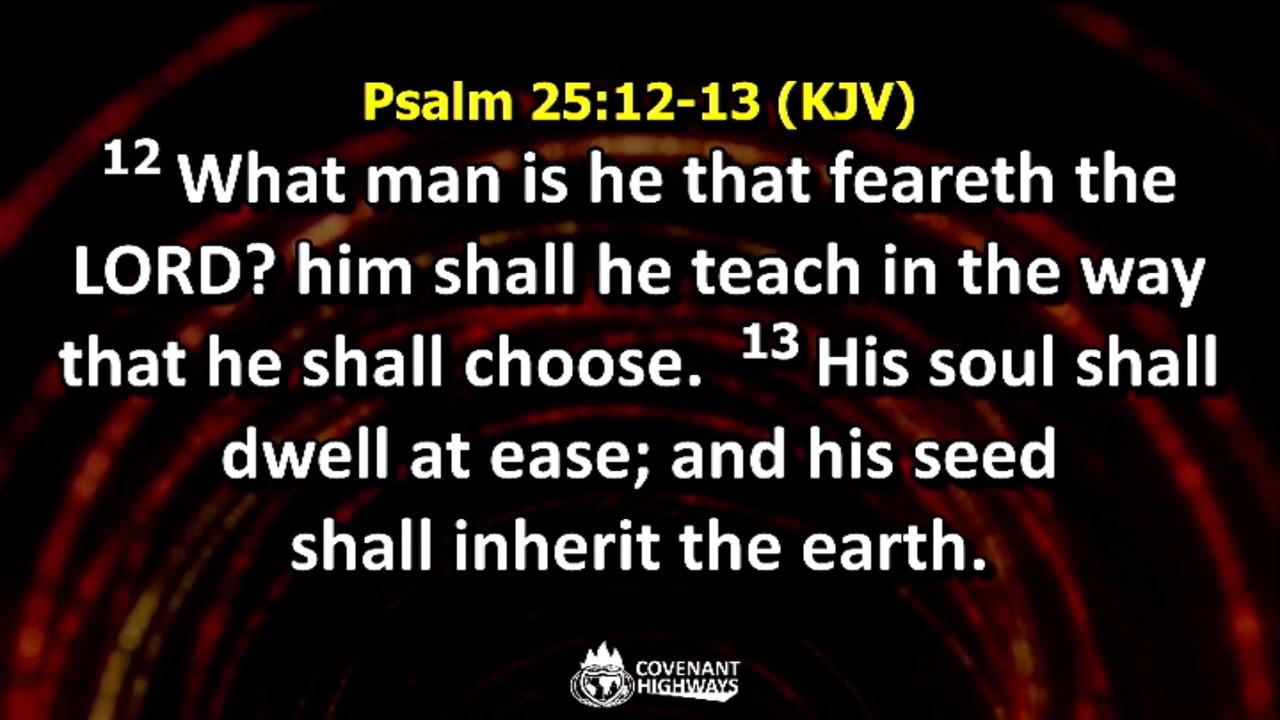 Psalm 25:12-13 (KJV)
12 What man is he that feareth the
LORD? him shall he teach in the way
that he shall choose. 13 His soul shall
dwell at ease; and his seed
shall inherit the earth.
COVENANT
HIGHWAYS